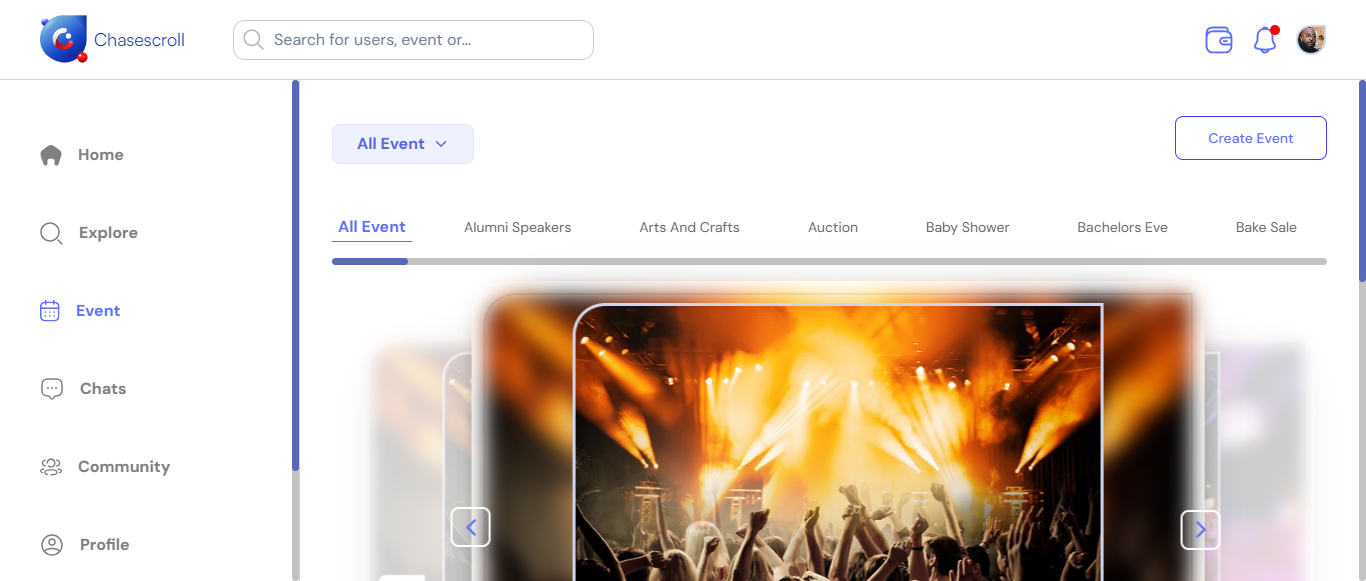 Chasescroll
Search for users, event or...
Home
Explore
Event
Chats
Community
Profile
All Event
Create Event
All Event
Alumni Speakers
Arts And Crafts
Auction
Baby Shower
Bachelors Eve
Bake Sale